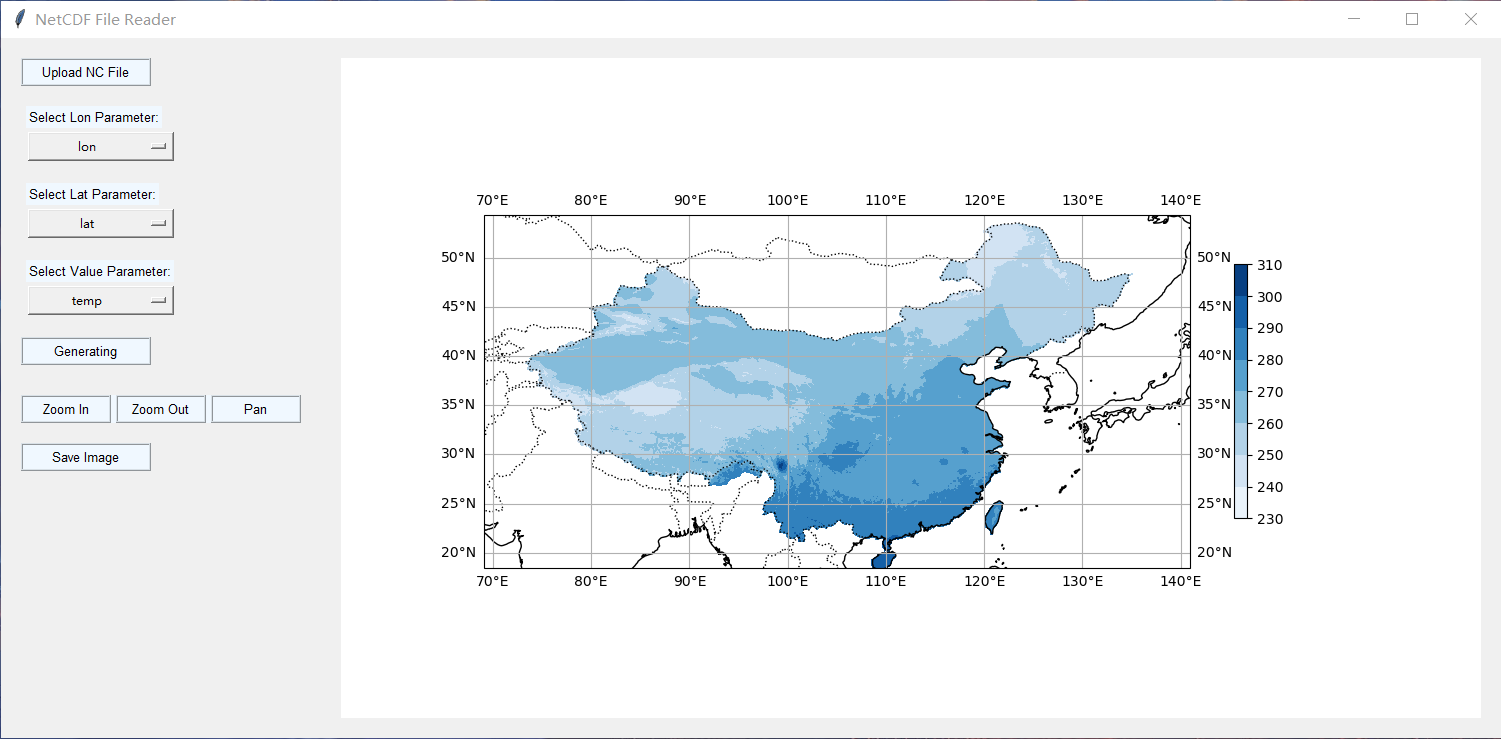 NetCDF File Reader
Upload NC File
Select Lon Parameter:
lon
Select Lat Parameter:
lat
Select Value Parameter:
temp
Generating
Zoom In Zoom Out Pan
Save Image
70°E 80°E 90°E 100°E 110°E 120°E 130°E 140°E
50°N 50°N
45°N 45°N
40°N 40°N
35°N 35°N
30°N 30°N
25°N 25°N
20°N 20°N
70°E 80°E 90°E 100°E 110°E 120°E 130°E 140°E
310
300
290
280
270
260
250
240
230